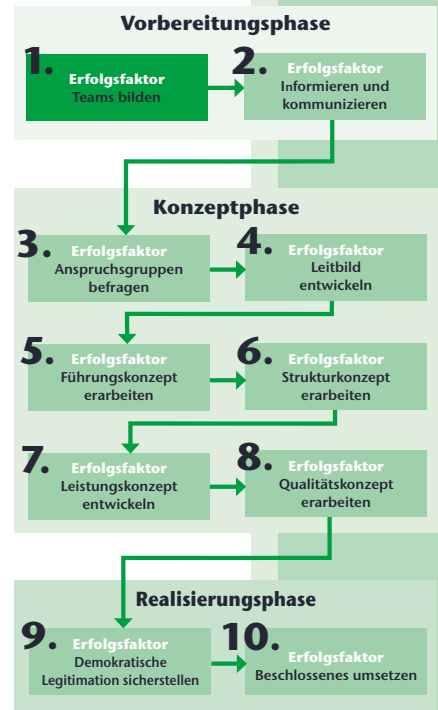 Vorbereitungsphase
1.
Erfolgsfaktor
Teams bilden
2.
Erfolgsfaktor
Informieren und
kommunizieren
Konzeptphase
3.
Erfolgsfaktor
Anspruchsgruppen
befragen
4.
Erfolgsfaktor
Leitbild
entwickeln
5.
Erfolgsfaktor
Führungskonzept
erarbeiten
6.
Erfolgsfaktor
Strukturkonzept
erarbeiten
7.
Erfolgsfaktor
Leistungskonzept
entwickeln
8.
Erfolgsfaktor
Qualitätskonzept
erarbeiten
Realisierungsphase
9.
Erfolgsfaktor
Demokratische
Legitimation sicherstellen
10.
Erfolgsfaktor
Beschlossenes umsetzen